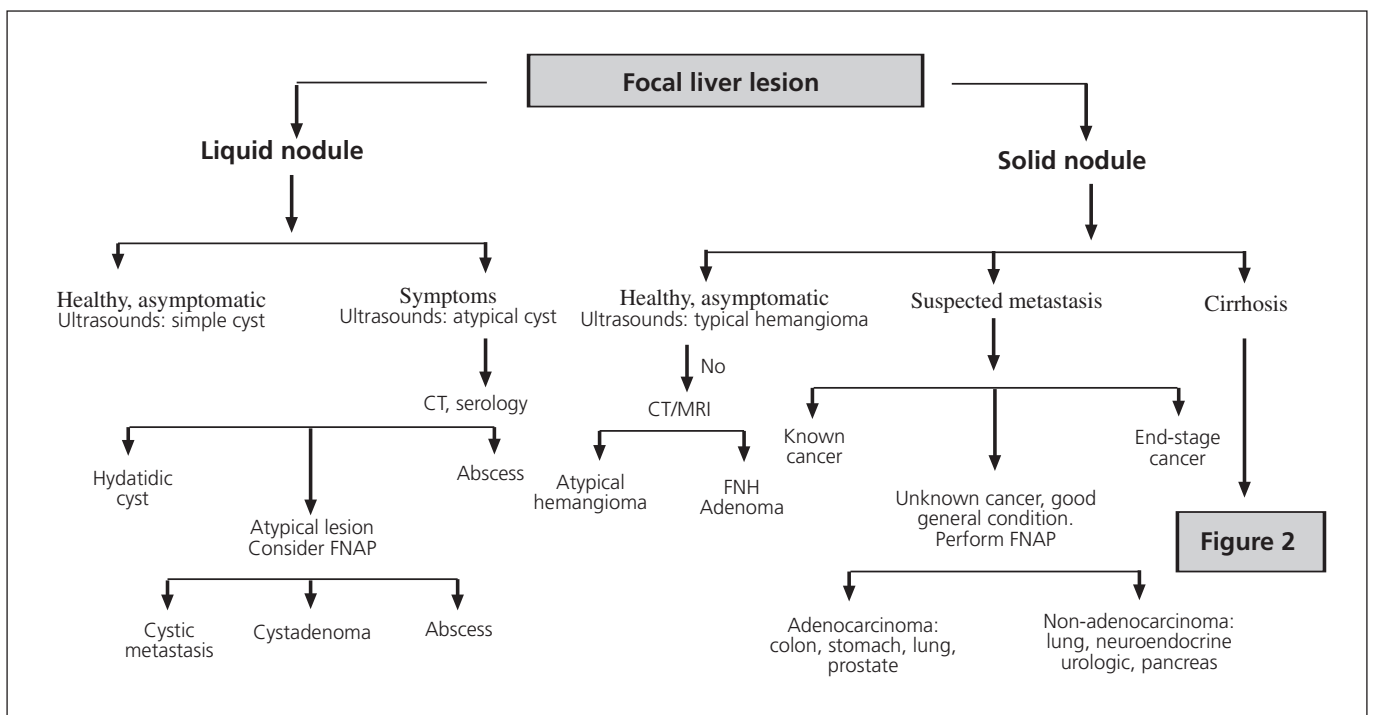 Focal liver lesion
Liquid nodule
Solid nodule
Healthy, asymptomatic
Ultrasounds: simple cyst
Symptoms
Ultrasounds: atypical cyst
Healthy, asymptomatic
Ultrasounds: typical hemangioma
Suspected metastasis
Cirrhosis
No
CT, serology
CT/MRI
Hydatidic
cyst
Atypical lesion
Consider FNAP
Abscess
Atypical
hemangioma
FNH
Adenoma
Known
cancer
Unknown cancer, good
general condition.
Perform FNAP
End-stage
cancer
Figure 2
Cystic
metastasis
Cystadenoma
Abscess
Adenocarcinoma:
colon, stomach, lung,
prostate
Non-adenocarcinoma:
lung, neuroendocrine
urologic, pancreas